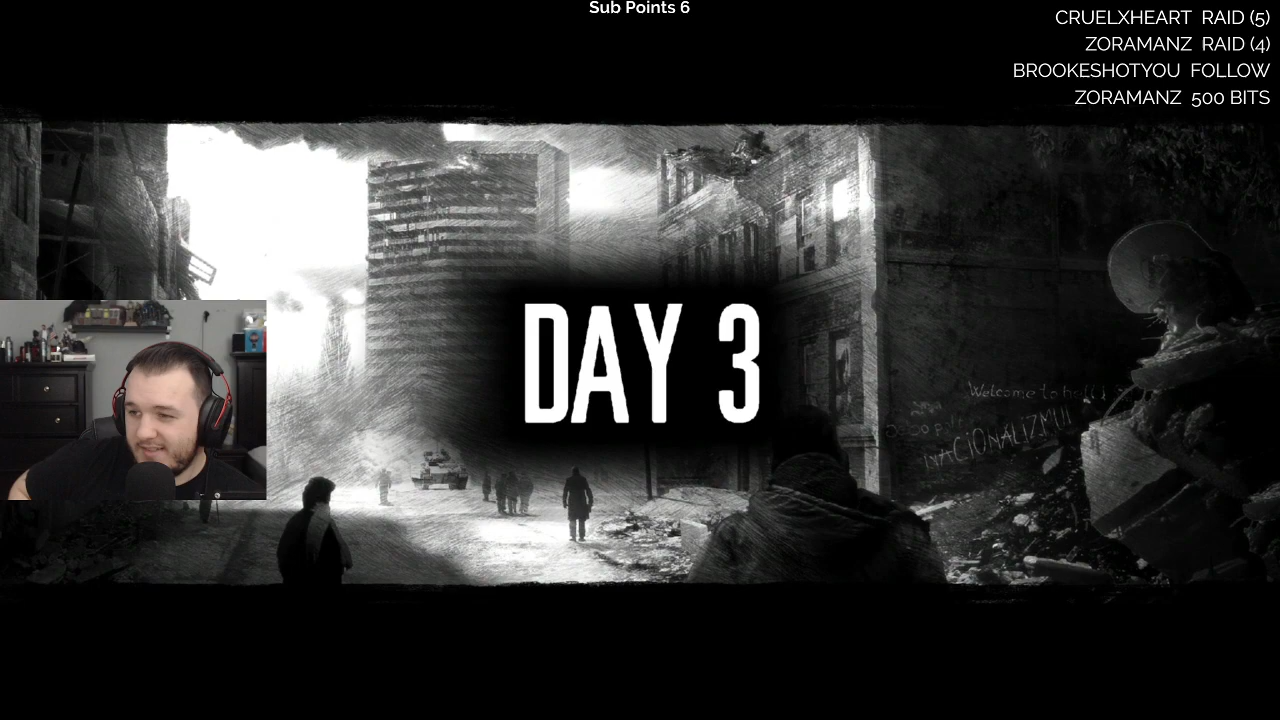 Sub Points 6
CRUELXHEART RAID (5)
ZORAMANZ RAID (4)
BROOKESHOTYOU FOLLOW
ZORAMANZ 500 BITS
DAY 3
Welcome to hell
NACIONALIZMUI